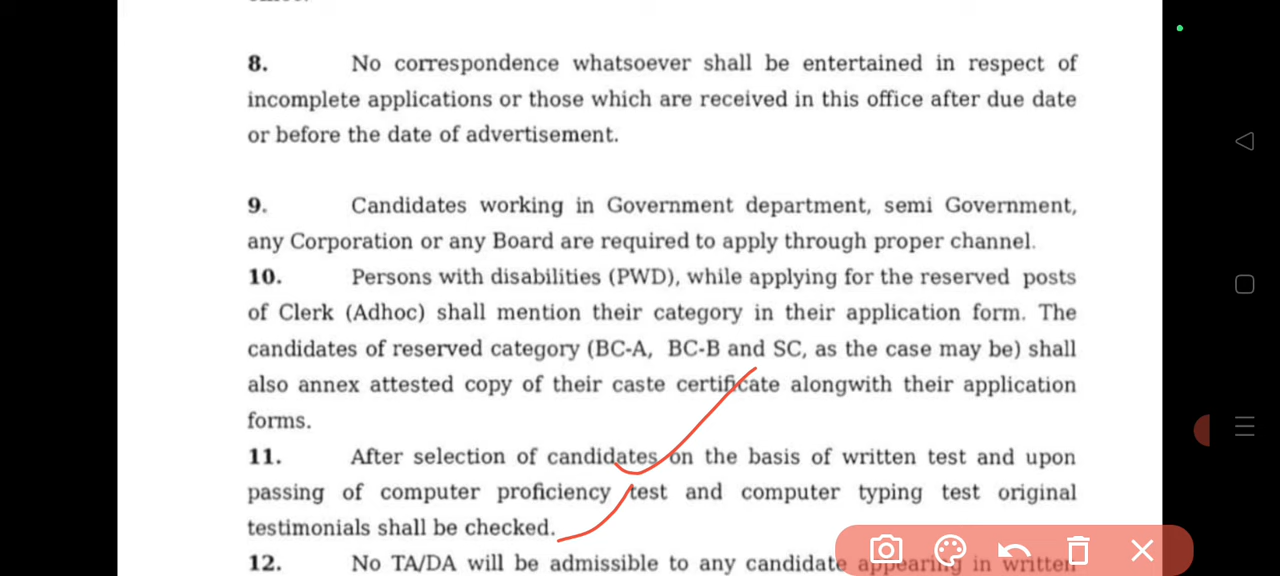 8. No correspondence whatsoever shall be entertained in respect of
incomplete applications or those which are received in this office after due date
or before the date of advertisement.
9. Candidates working in Government department, semi Government,
any Corporation or any Board are required to apply through proper channel.
10. Persons with disabilities (PWD), while applying for the reserved posts
of Clerk (Adhoc) shall mention their category in their application form. The
candidates of reserved category (BC-A, BC-B and SC, as the case may be) shall
also annex attested copy of their caste certificate alongwith their application
forms.
11. After selection of candidates on the basis of written test and upon
passing of computer proficiency test and computer typing test original
testimonials shall be checked.
12. No TA/DA will be admissible to any candidate appearing in written